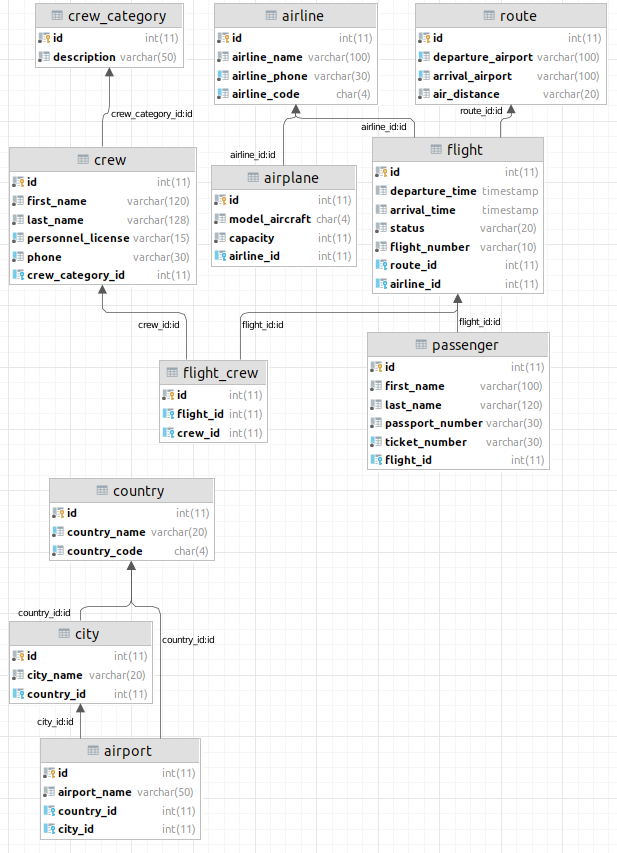 crew_category
id int(11)
description varchar(50)
airline
id int(11)
airline_name varchar(100)
airline_phone varchar(30)
airline_code char(4)
route
id int(11)
departure_airport varchar(100)
arrival_airport varchar(100)
air_distance varchar(20)
crew_category_id:id
airline_id:id
airline_id:id
route_id:id
crew
id int(11)
first_name varchar(120)
last_name varchar(128)
personnel_license varchar(15)
phone varchar(30)
crew_category_id int(11)
airplane
id int(11)
model_aircraft char(4)
capacity int(11)
airline_id int(11)
flight
id int(11)
departure_time timestamp
arrival_time timestamp
status varchar(20)
flight_number varchar(10)
route_id int(11)
airline_id int(11)
crew_id:id
flight_id:id
flight_id:id
flight_crew
id int(11)
flight_id int(11)
crew_id int(11)
passenger
id int(11)
first_name varchar(100)
last_name varchar(120)
passport_number varchar(30)
ticket_number varchar(30)
flight_id int(11)
country
id int(11)
country_name varchar(20)
country_code char(4)
country_id:id
country_id:id
city
id int(11)
city_name varchar(20)
country_id int(11)
city_id:id
airport
id int(11)
airport_name varchar(50)
country_id int(11)
city_id int(11)